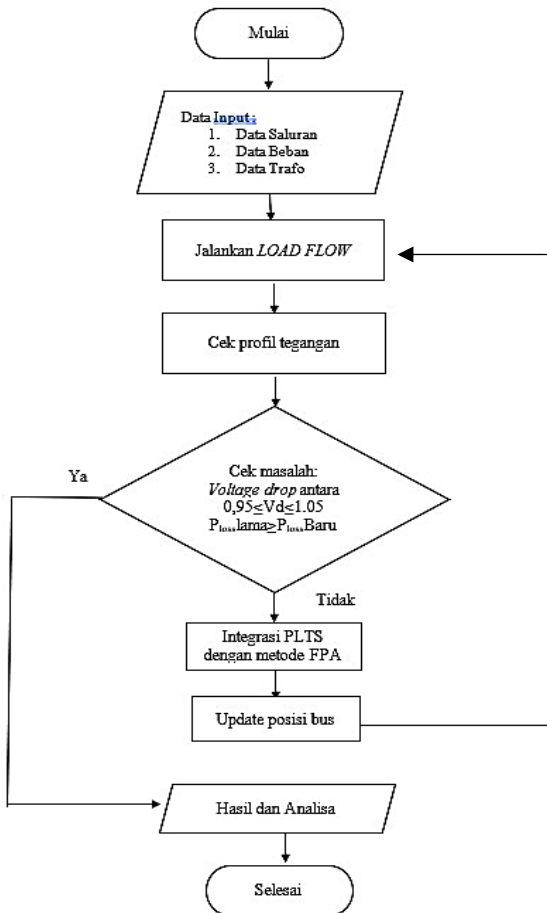 Mulai
Data Input :
1. Data Saluran
2. Data Beban
3. Data Trafo
Jalankan LOAD FLOW
Cek profil tegangan
Ya
Cek masalah:
Voltage drop antara
0,95≤Vd≤1.05
Plosslama≥PlossBaru
Tidak
Integrasi PLTS
dengan metode FPA
Update posisi bus
Hasil dan Analisa
Selesai